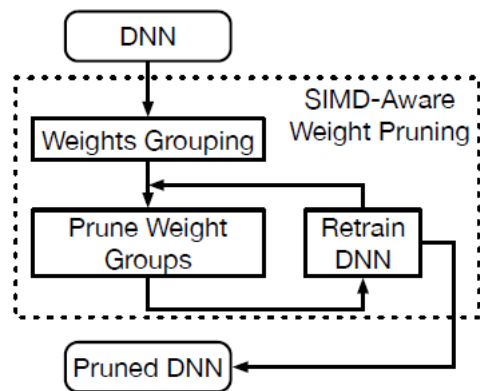 DNN
SIMD-Aware
Weight Pruning
Weights Grouping
Prune Weight
Groups
Retrain
DNN
Pruned DNN